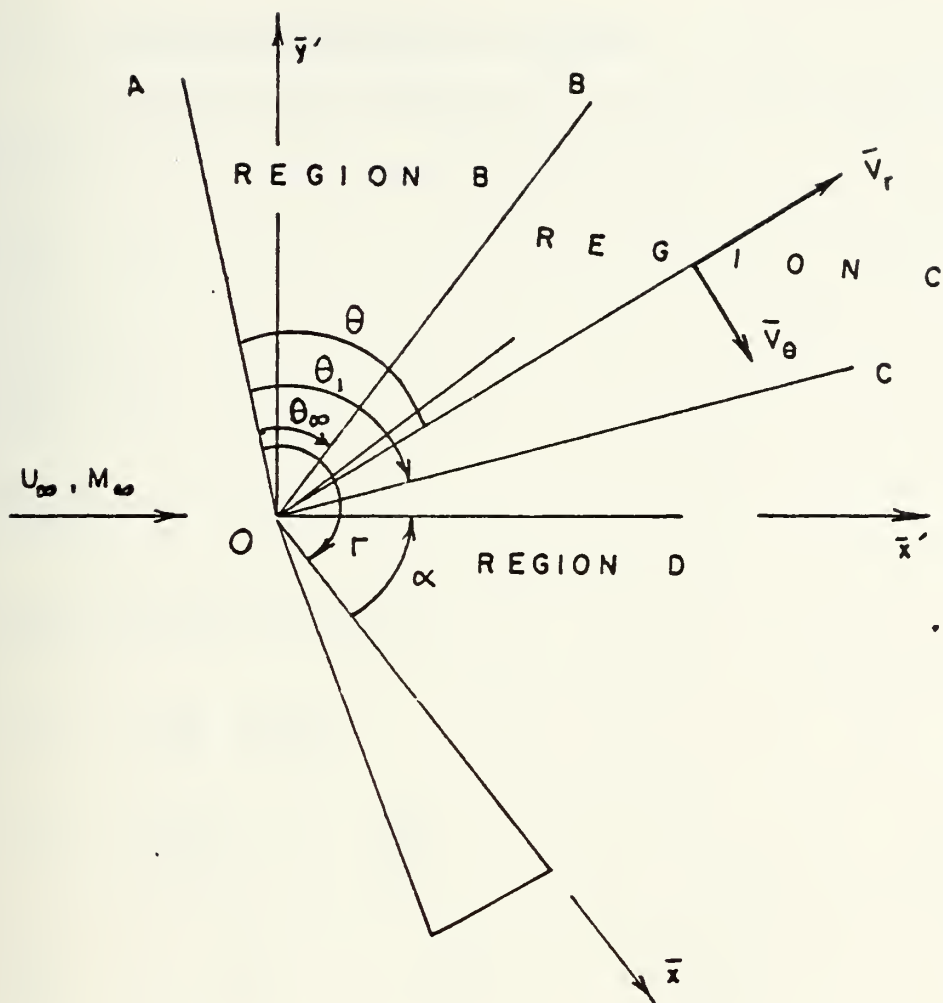 ȳ'
A
B
REGION B
V̄r
REGION C
θ
V̄θ
θ₁
C
θ∞
U∞, M∞
O
Γ
x̄'
α
REGION D
x̄